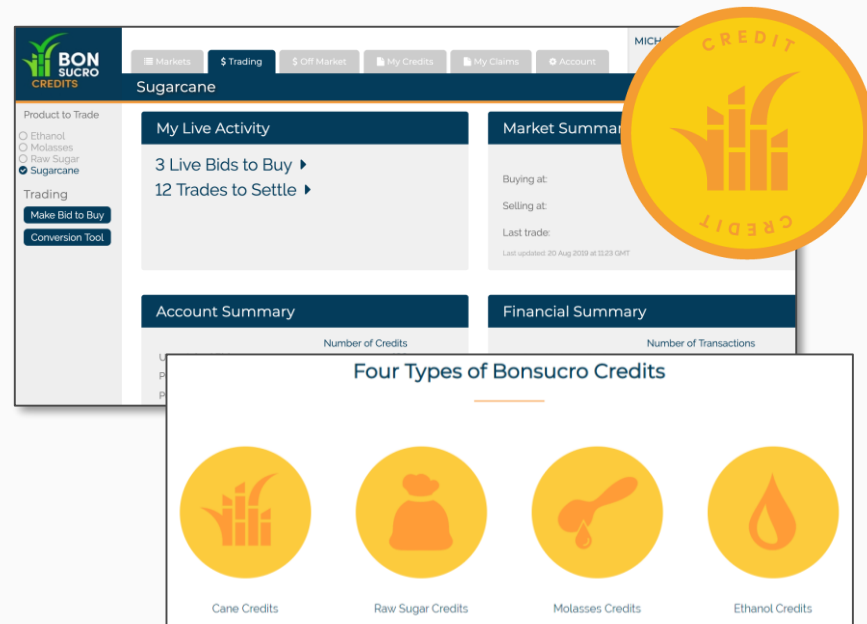 BON
SUCRO
CREDITS
Markets
$ Trading
$ Off Market
My Credits
My Claims
Account
MICH
Sugarcane
CREDIT
CREDIT
Product to Trade
Ethanol
Molasses
Raw Sugar
Sugarcane
Trading
Make Bid to Buy
Conversion Tool
My Live Activity
3 Live Bids to Buy
12 Trades to Settle
Market Summar
Buying at:
Selling at:
Last trade:
Last updated: 20 Aug 2019 at 11:23 GMT
Account Summary
Number of Credits
U
P
P
Financial Summary
Number of Transactions
Four Types of Bonsucro Credits
Cane Credits
Raw Sugar Credits
Molasses Credits
Ethanol Credits